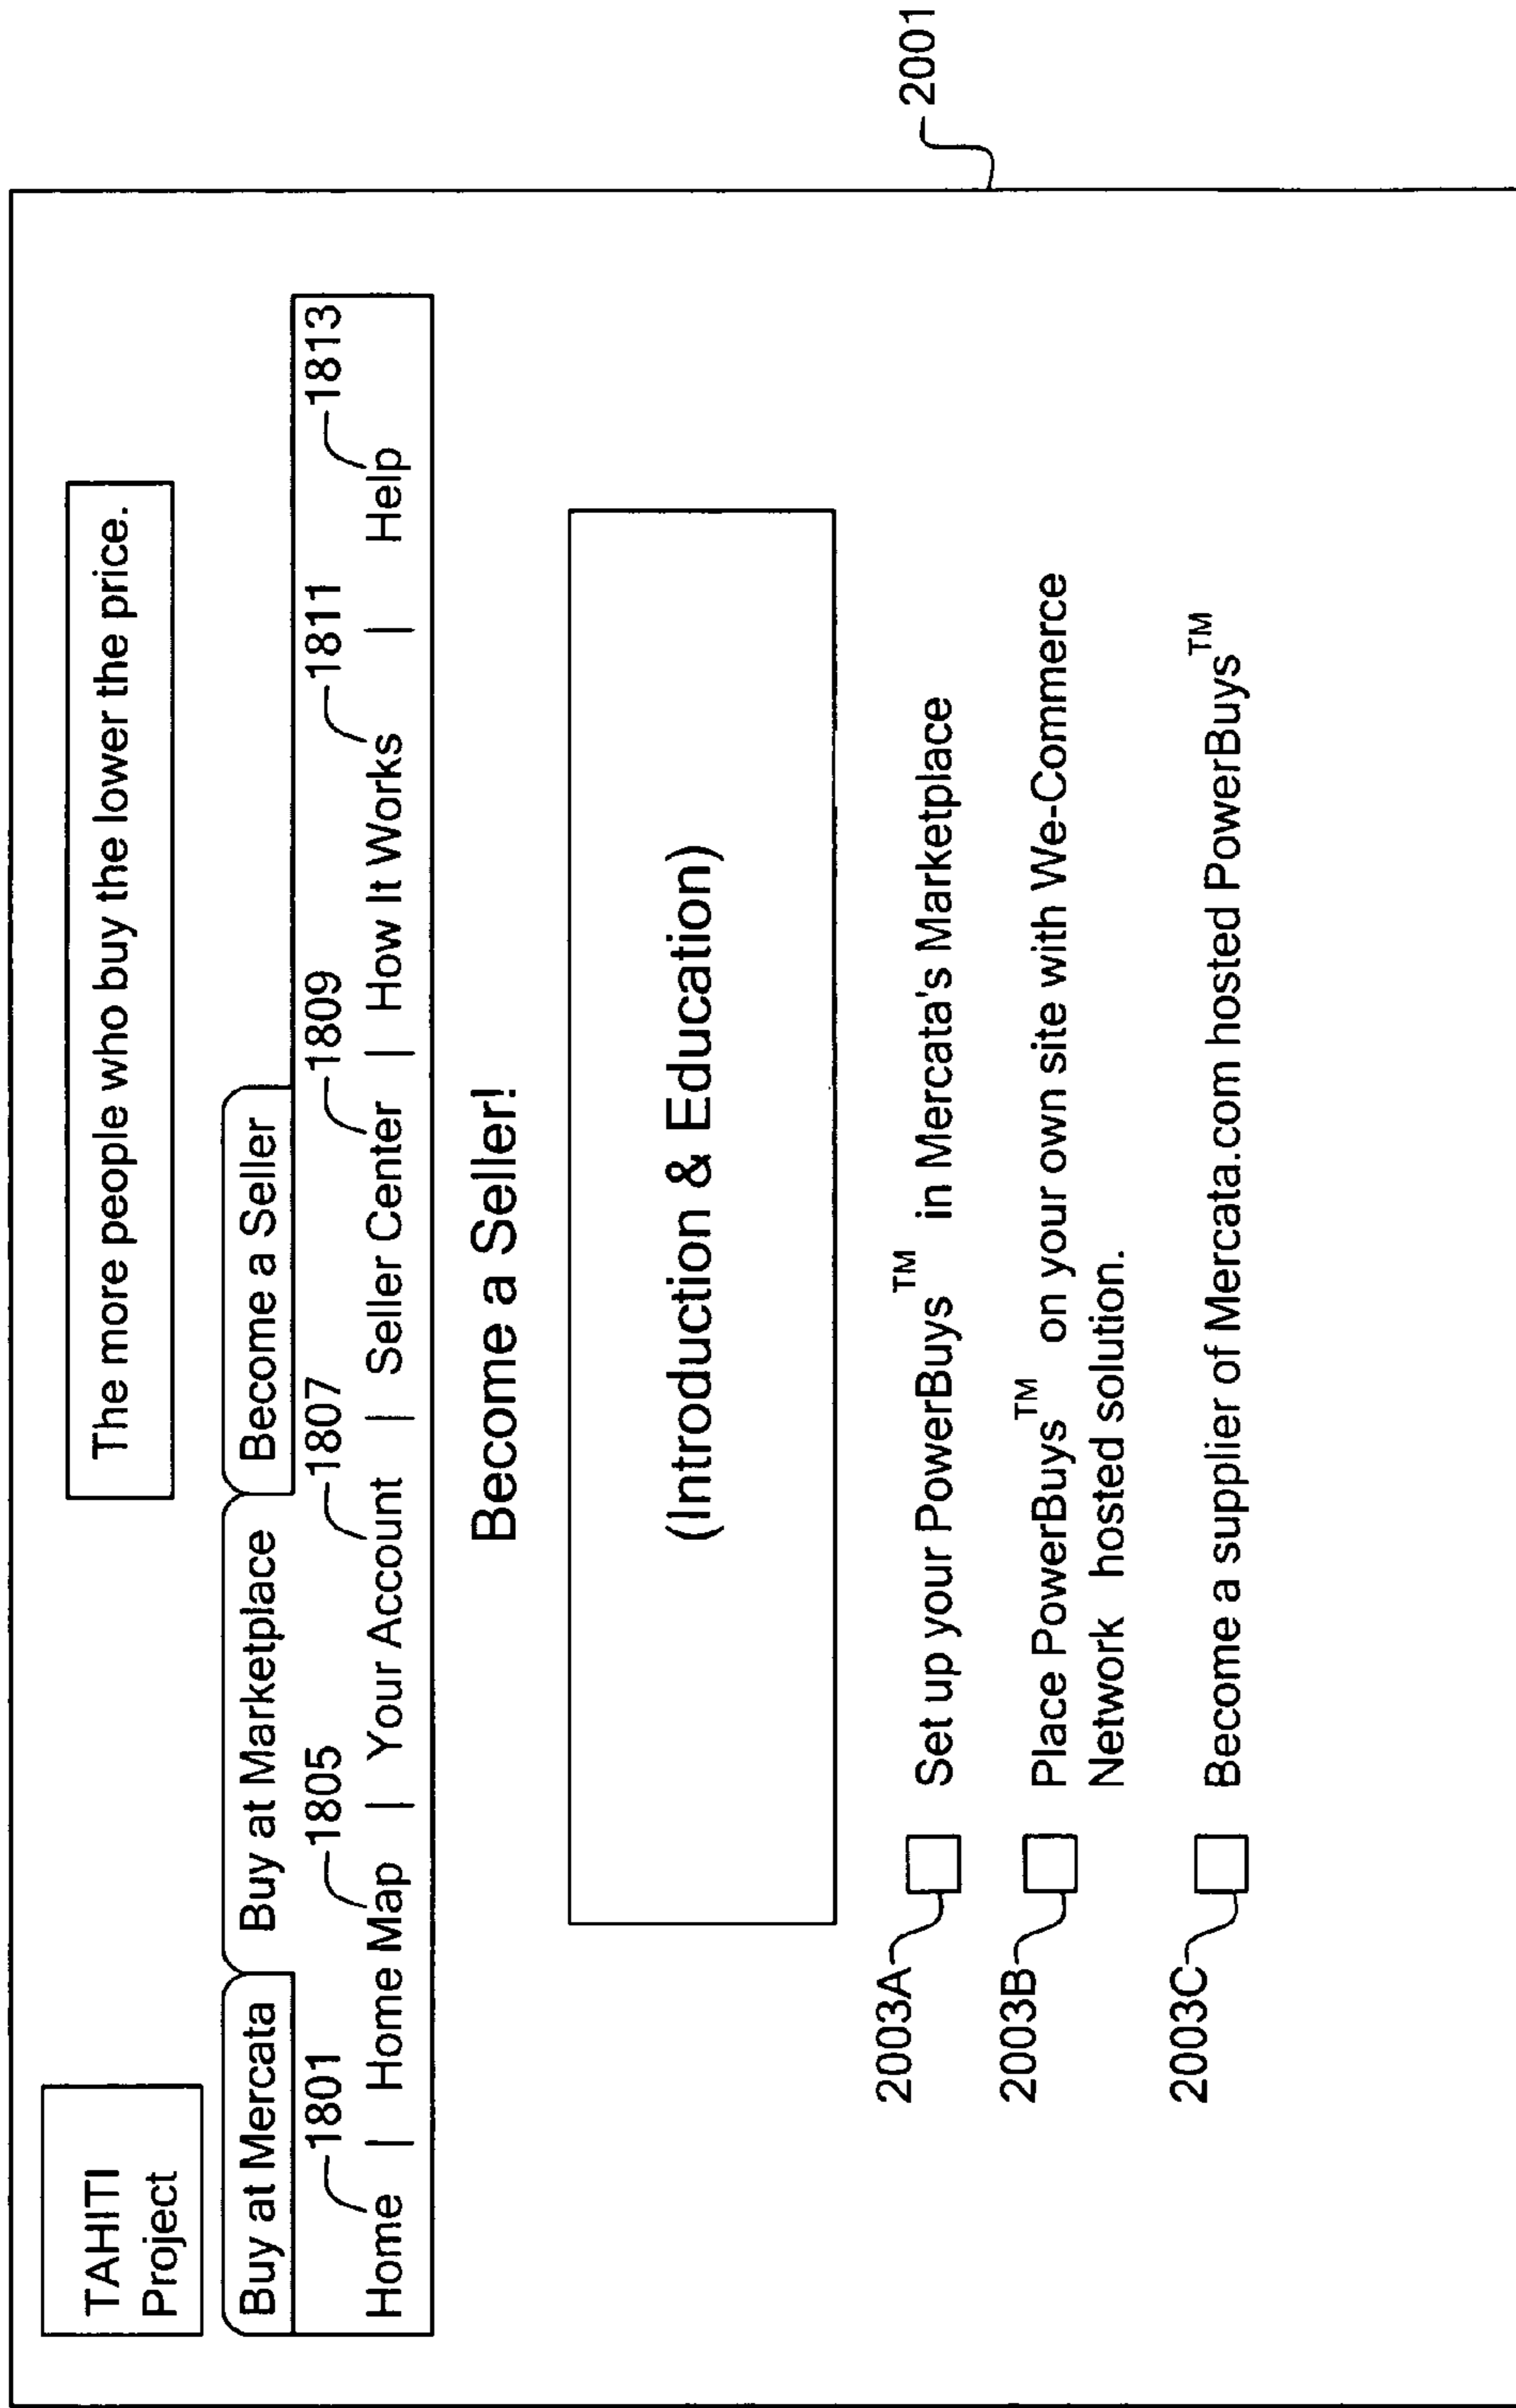 TAHITI
Project
The more people who buy the lower the price.
Buy at Mercata Buy at Marketplace Become a Seller
1801 1805 1807 1809 1811 1813
Home | Home Map | Your Account | Seller Center | How It Works | Help
Become a Seller!
(Introduction & Education)
2003A Set up your PowerBuys™ in Mercata's Marketplace
2003B Place PowerBuys™ on your own site with We-Commerce
Network hosted solution.
2003C Become a supplier of Mercata.com hosted PowerBuys™
2001